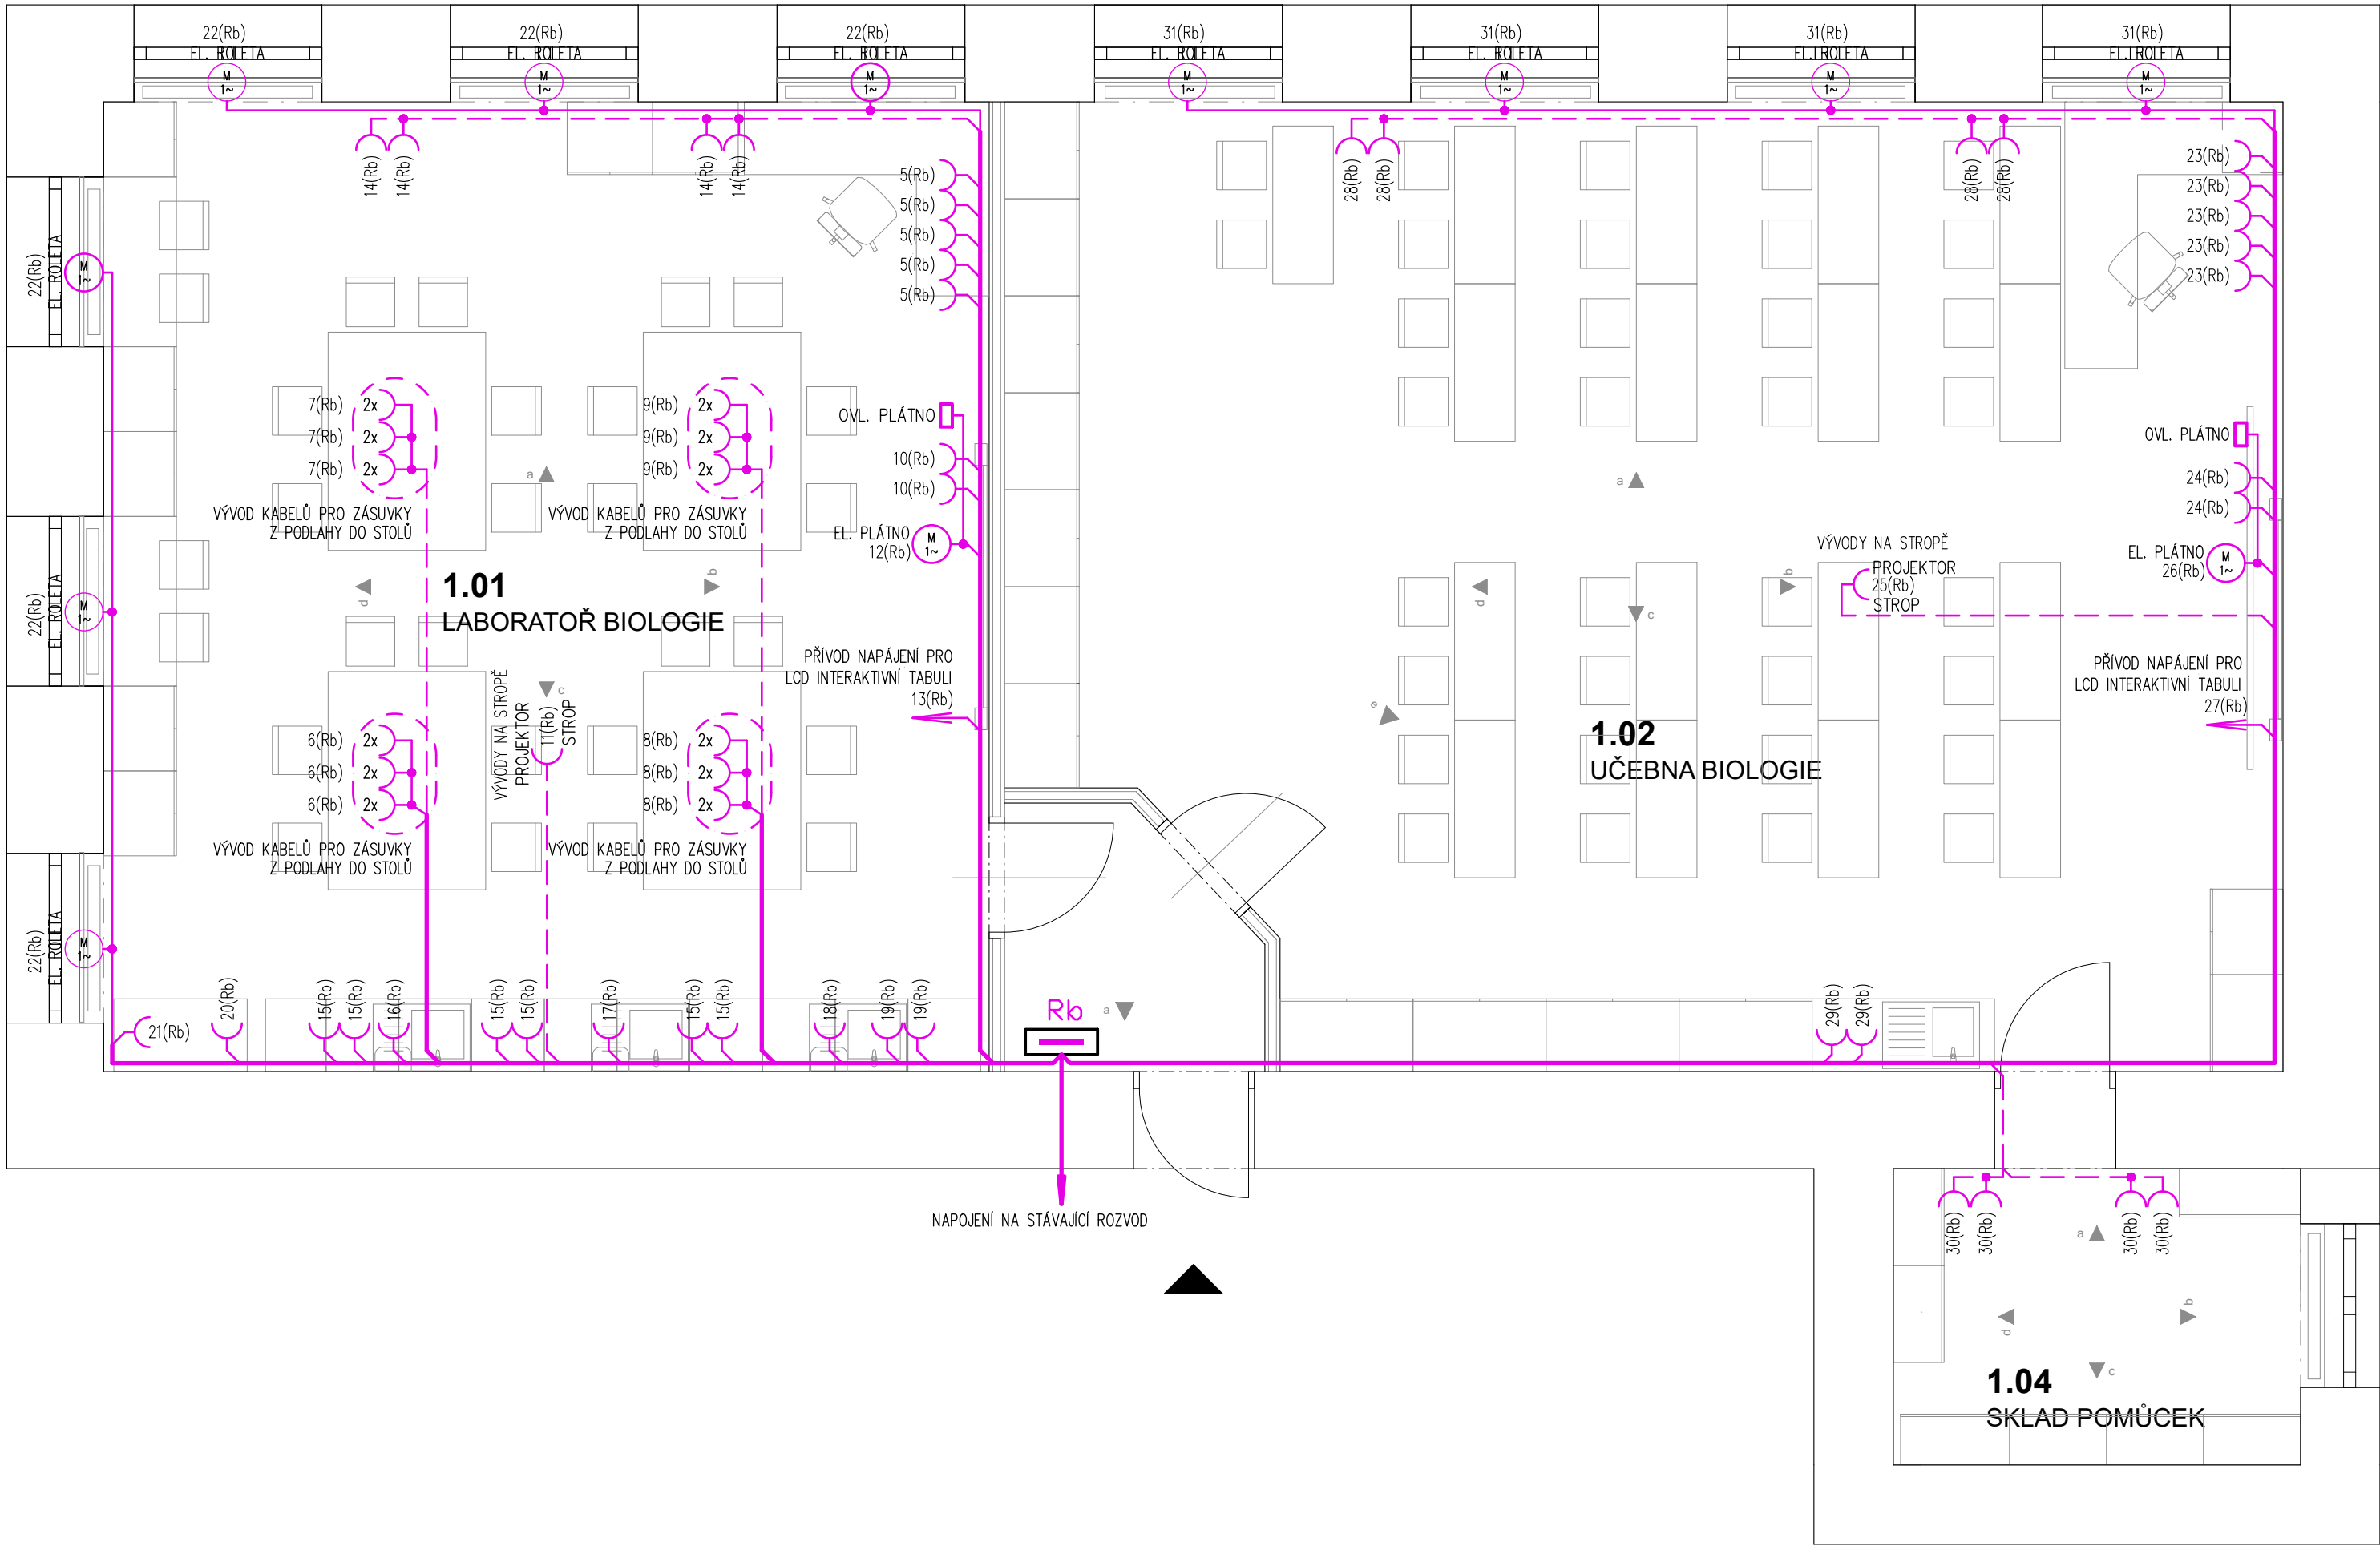 22(Rb)
EL. ROLETA
M
1~
22(Rb)
EL. ROLETA
M
1~
22(Rb)
EL. ROLETA
M
1~
31(Rb)
EL. ROLETA
M
1~
31(Rb)
EL. ROLETA
M
1~
31(Rb)
EL. ROLETA
M
1~
31(Rb)
EL. ROLETA
M
1~
14(Rb)
14(Rb)
14(Rb)
14(Rb)
28(Rb)
28(Rb)
28(Rb)
28(Rb)
5(Rb)
5(Rb)
5(Rb)
5(Rb)
5(Rb)
23(Rb)
23(Rb)
23(Rb)
23(Rb)
23(Rb)
22(Rb)
EL. ROLETA
M
1~
7(Rb) 2x
7(Rb) 2x
7(Rb) 2x
VÝVOD KABELŮ PRO ZÁSUVKY
Z PODLAHY DO STOLŮ
9(Rb) 2x
9(Rb) 2x
9(Rb) 2x
VÝVOD KABELŮ PRO ZÁSUVKY
Z PODLAHY DO STOLŮ
a
OVL. PLÁTNO
10(Rb)
10(Rb)
EL. PLÁTNO
12(Rb)
M
1~
a
OVL. PLÁTNO
24(Rb)
24(Rb)
EL. PLÁTNO
26(Rb)
M
1~
22(Rb)
EL. ROLETA
M
1~
d
1.01
LABORATOŘ BIOLOGIE
b
d
b
c
VÝVODY NA STROPĚ
PROJEKTOR
25(Rb)
STROP
PŘÍVOD NAPÁJENÍ PRO
LCD INTERAKTIVNÍ TABULI
13(Rb)
PŘÍVOD NAPÁJENÍ PRO
LCD INTERAKTIVNÍ TABULI
27(Rb)
c
VÝVODY NA STROPĚ
PROJEKTOR
11(Rb)
STROP
e
1.02
UČEBNA BIOLOGIE
6(Rb) 2x
6(Rb) 2x
6(Rb) 2x
VÝVOD KABELŮ PRO ZÁSUVKY
Z PODLAHY DO STOLŮ
8(Rb) 2x
8(Rb) 2x
8(Rb) 2x
VÝVOD KABELŮ PRO ZÁSUVKY
Z PODLAHY DO STOLŮ
22(Rb)
EL. ROLETA
M
1~
21(Rb)
20(Rb)
15(Rb)
15(Rb)
16(Rb)
15(Rb)
15(Rb)
17(Rb)
15(Rb)
15(Rb)
18(Rb)
19(Rb)
19(Rb)
Rb
a
29(Rb)
29(Rb)
NAPOJENÍ NA STÁVAJÍCÍ ROZVOD
30(Rb)
30(Rb)
30(Rb)
30(Rb)
a
b
d
c
1.04
SKLAD POMŮCEK